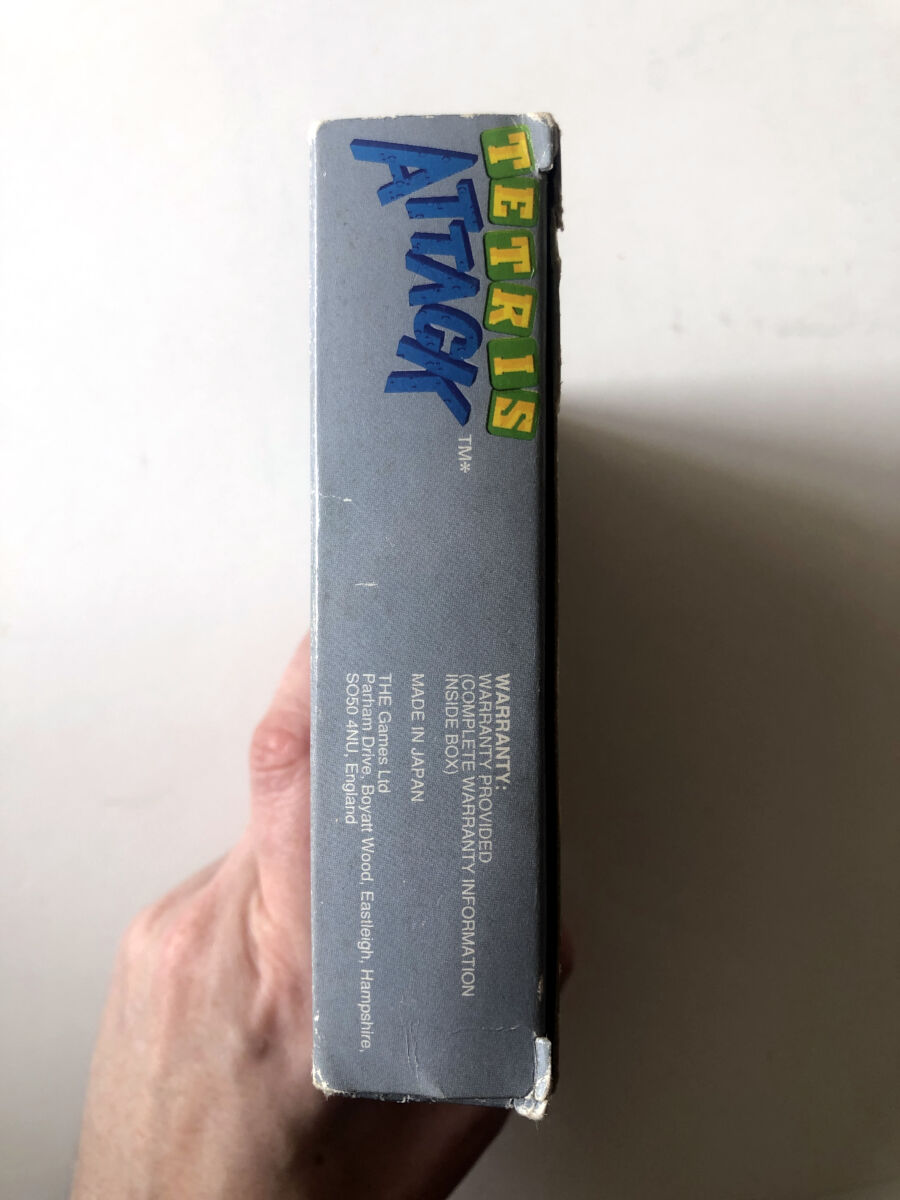 TETRIS
ATTACK
TM*
WARRANTY:
WARRANTY PROVIDED
(COMPLETE WARRANTY INFORMATION
INSIDE BOX)
MADE IN JAPAN
THE Games Ltd
Parham Drive, Boyatt Wood, Eastleigh, Hampshire,
SO50 4NU, England